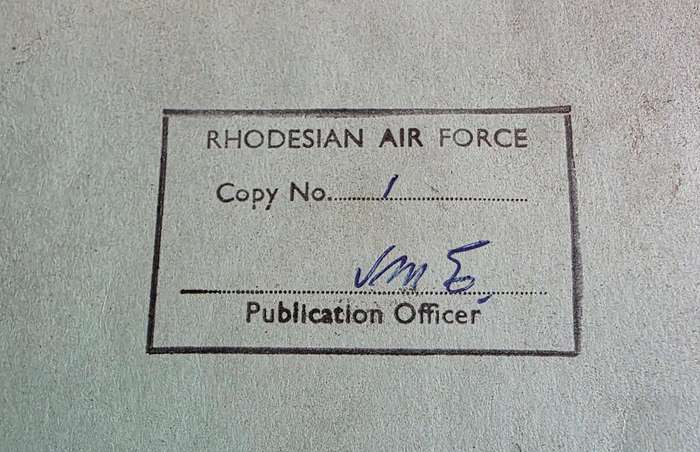 RHODESIAN AIR FORCE
Copy No. 1
Publication Officer